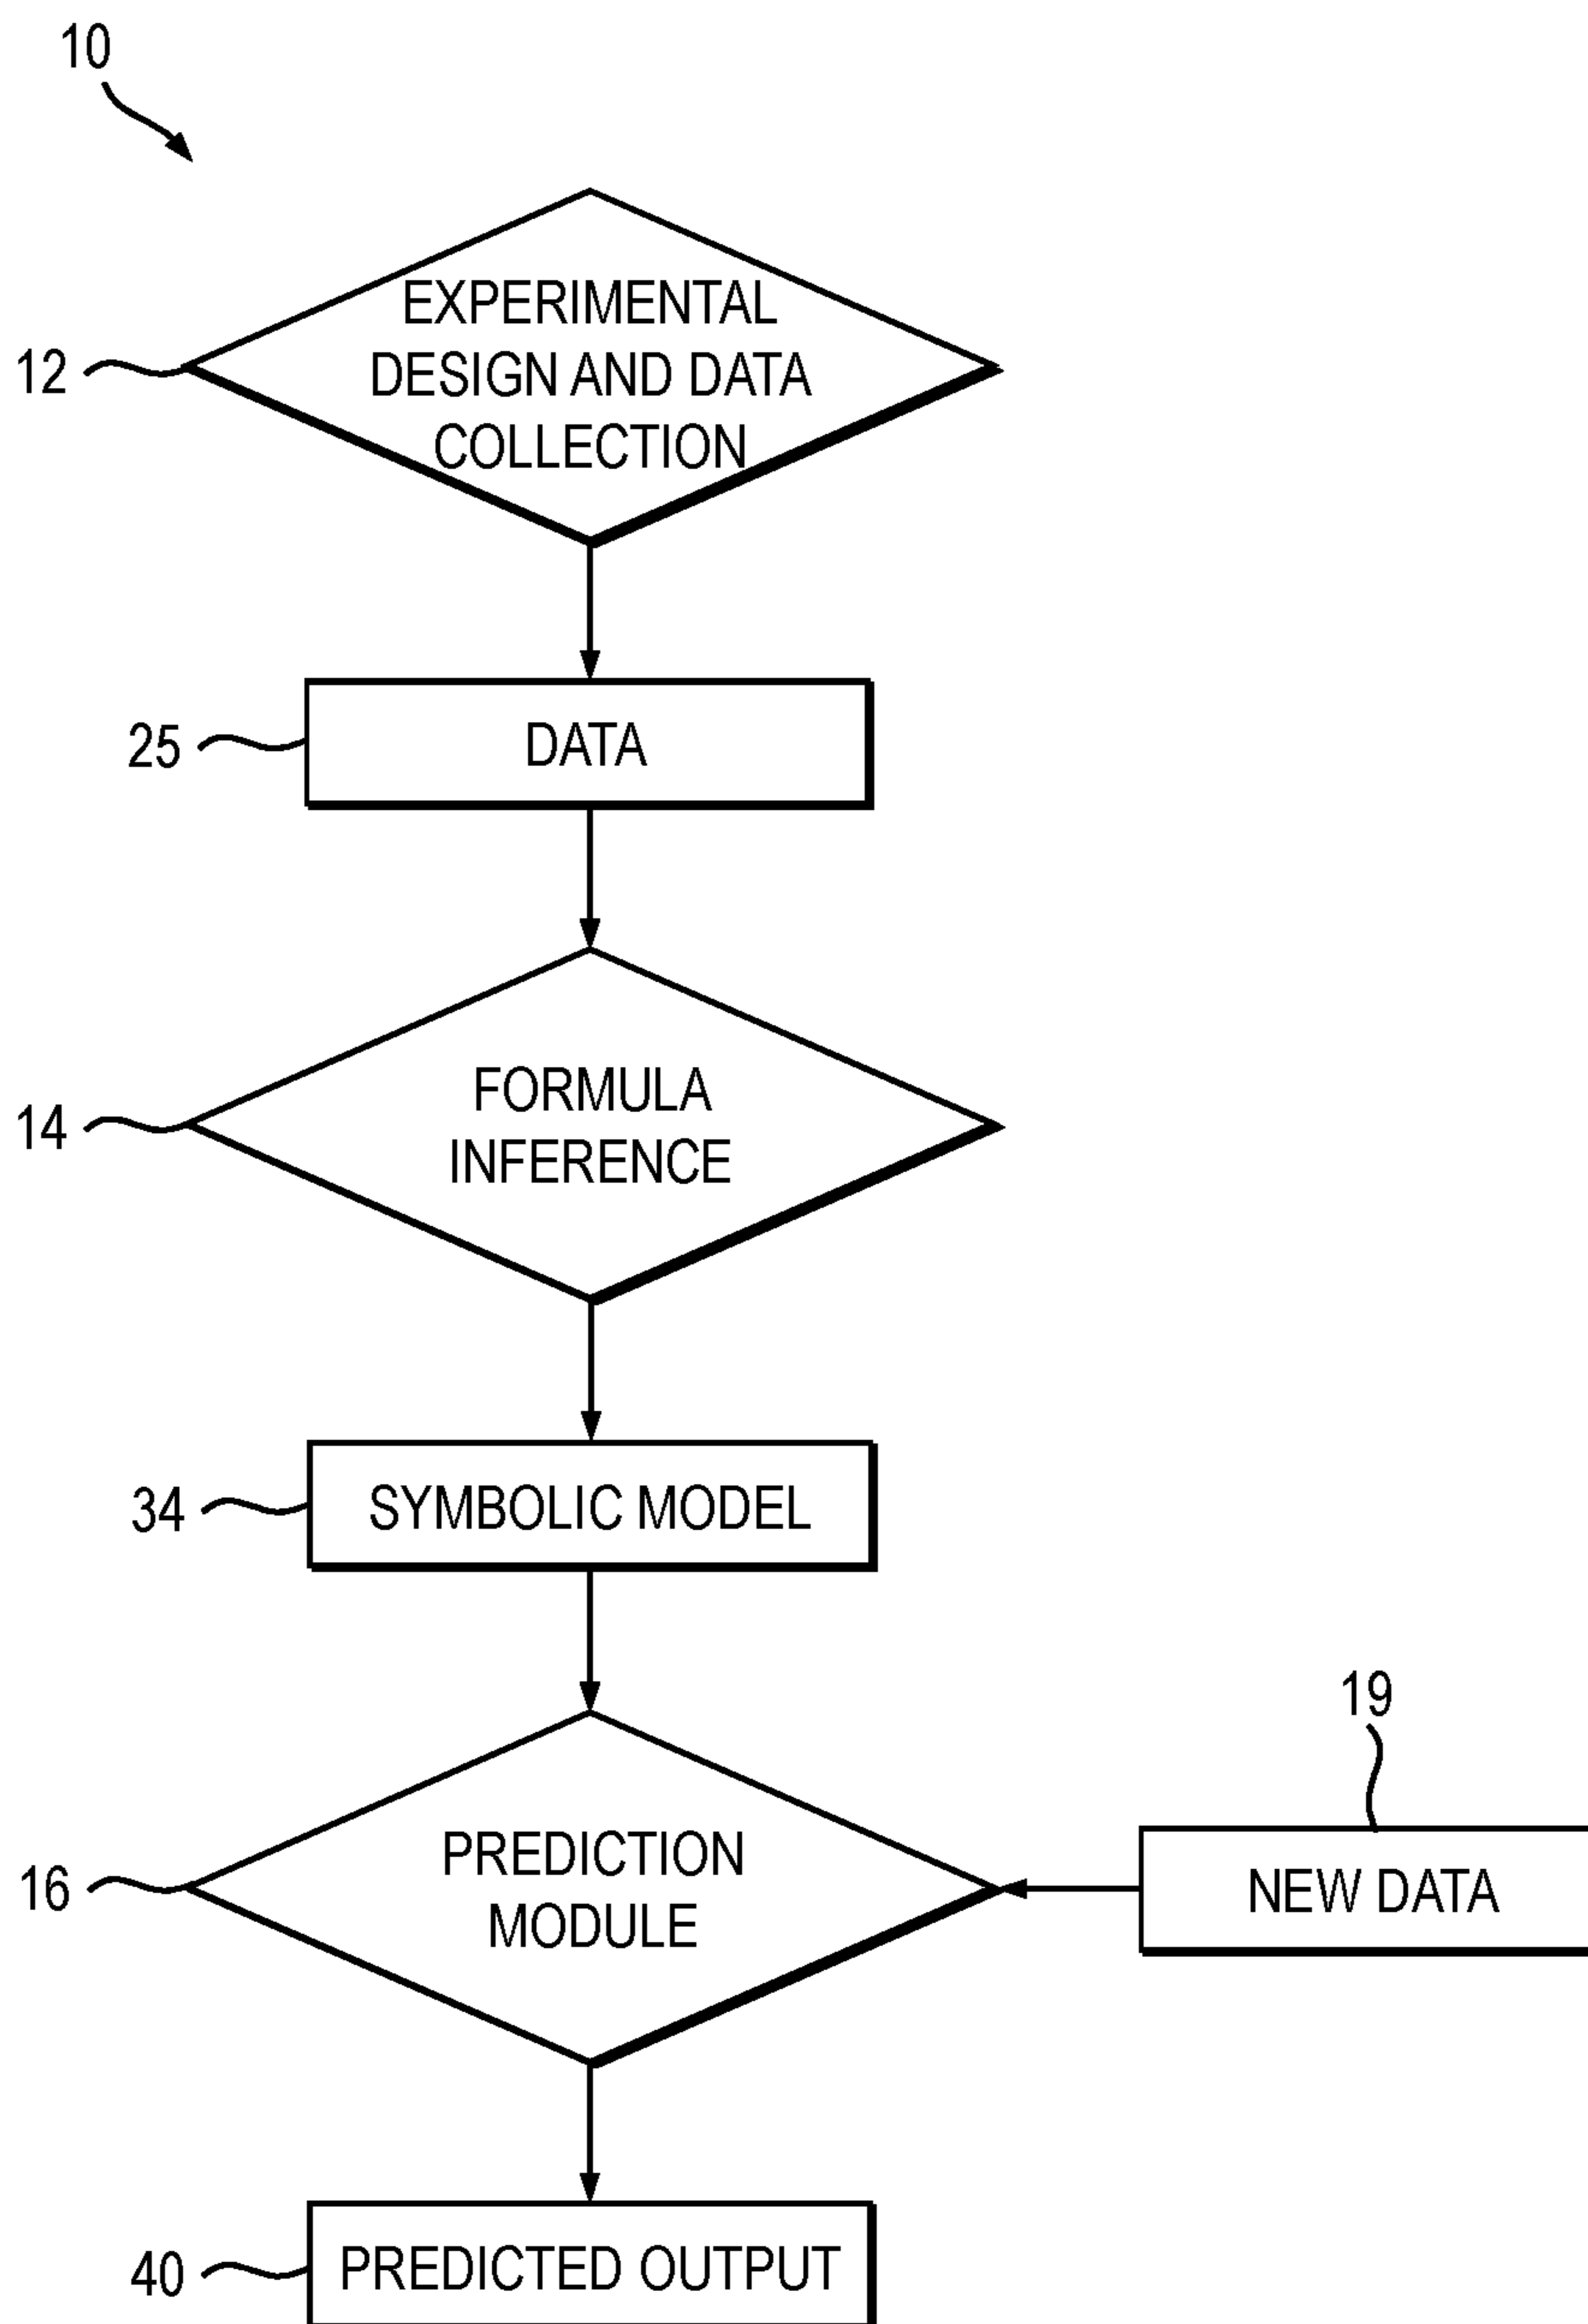 10
EXPERIMENTAL
DESIGN AND DATA
COLLECTION
12
DATA
25
FORMULA
INFERENCE
14
SYMBOLIC MODEL
34
19
PREDICTION
MODULE
16
NEW DATA
PREDICTED OUTPUT
40